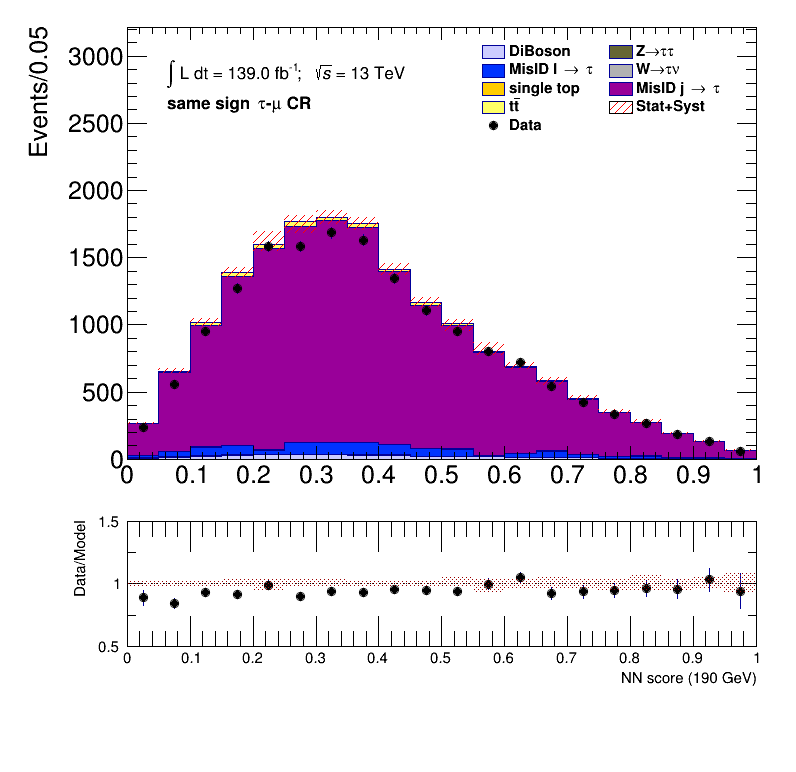 Events/0.05
3000
2500
2000
1500
1000
500
0
∫ L dt = 139.0 fb⁻¹; √s = 13 TeV
same sign τ-μ CR
DiBoson
MisID l → τ
single top
tt̄
Data
Z→ττ
W→τν
MisID j → τ
Stat+Syst
0 0.1 0.2 0.3 0.4 0.5 0.6 0.7 0.8 0.9 1
Data/Model
1.5
1
0.5
0 0.1 0.2 0.3 0.4 0.5 0.6 0.7 0.8 0.9 1
NN score (190 GeV)